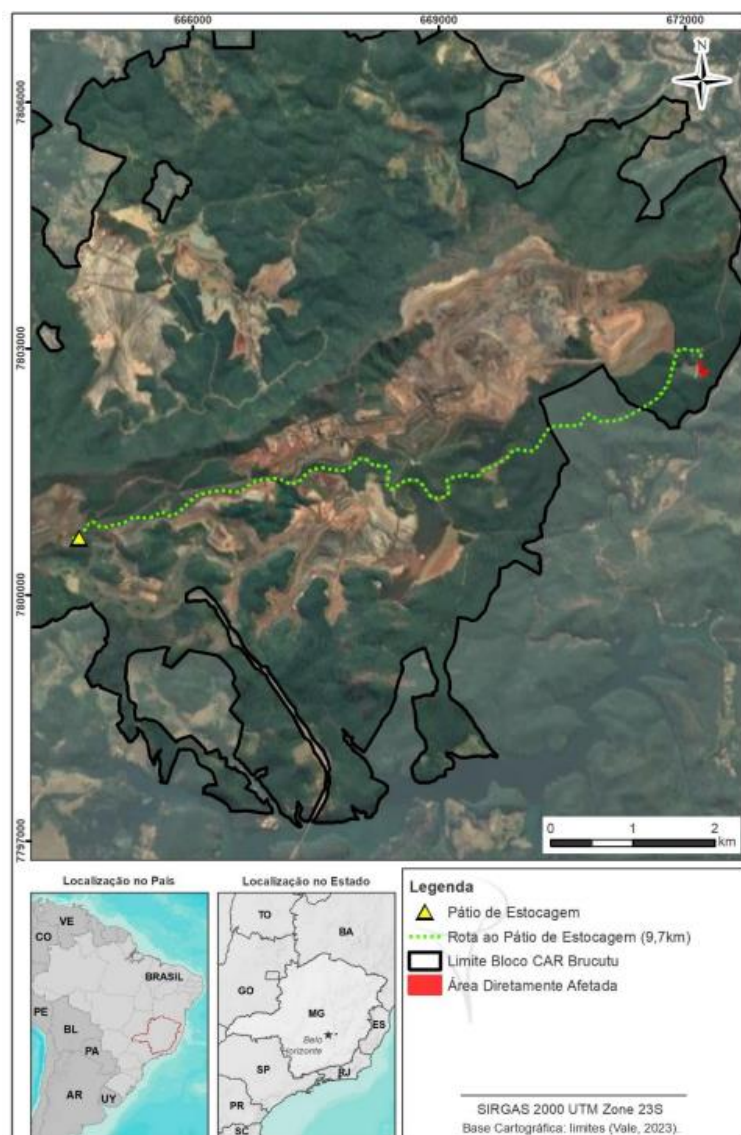 666000
669000
672000
N
7806000
7803000
7800000
7797000
0 1 2
km
Localização no País
VE
CO
BRASIL
PE
BL
PA
AR
UY
Localização no Estado
TO
BA
GO
MG
Belo
Horizonte
ES
SP
RJ
PR
SC
Legenda
Pátio de Estocagem
Rota ao Pátio de Estocagem (9,7km)
Limite Bloco CAR Brucutu
Área Diretamente Afetada
SIRGAS 2000 UTM Zone 23S
Base Cartográfica: limites (Vale, 2023).